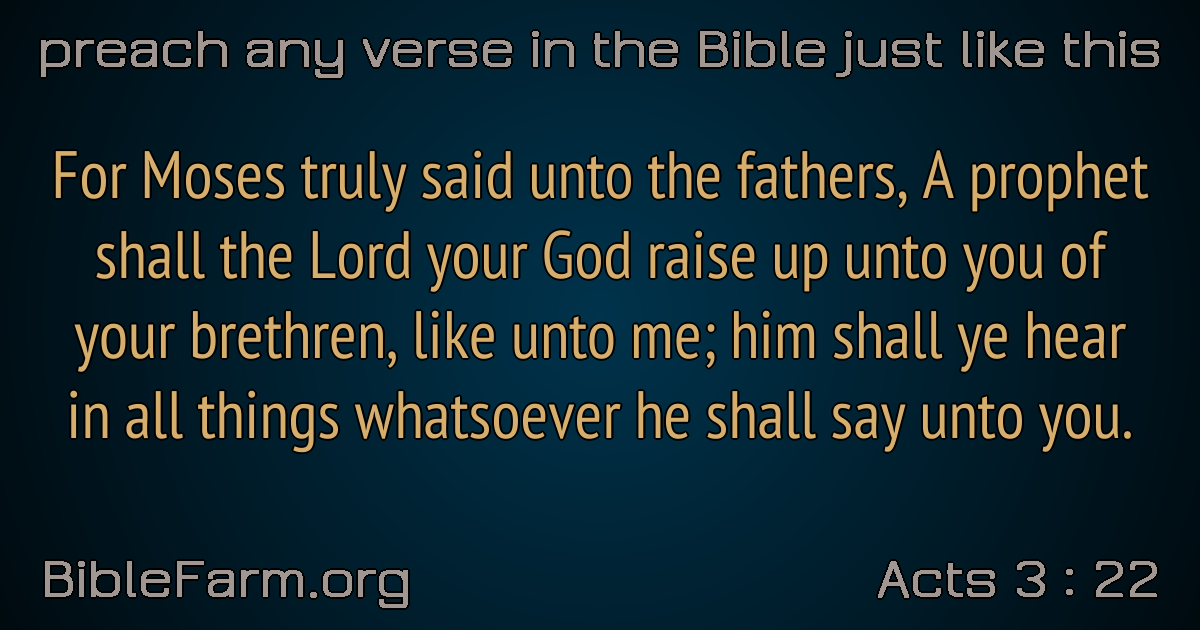 preach any verse in the Bible just like this
For Moses truly said unto the fathers, A prophet
shall the Lord your God raise up unto you of
your brethren, like unto me; him shall ye hear
in all things whatsoever he shall say unto you.
BibleFarm.org
Acts 3 : 22